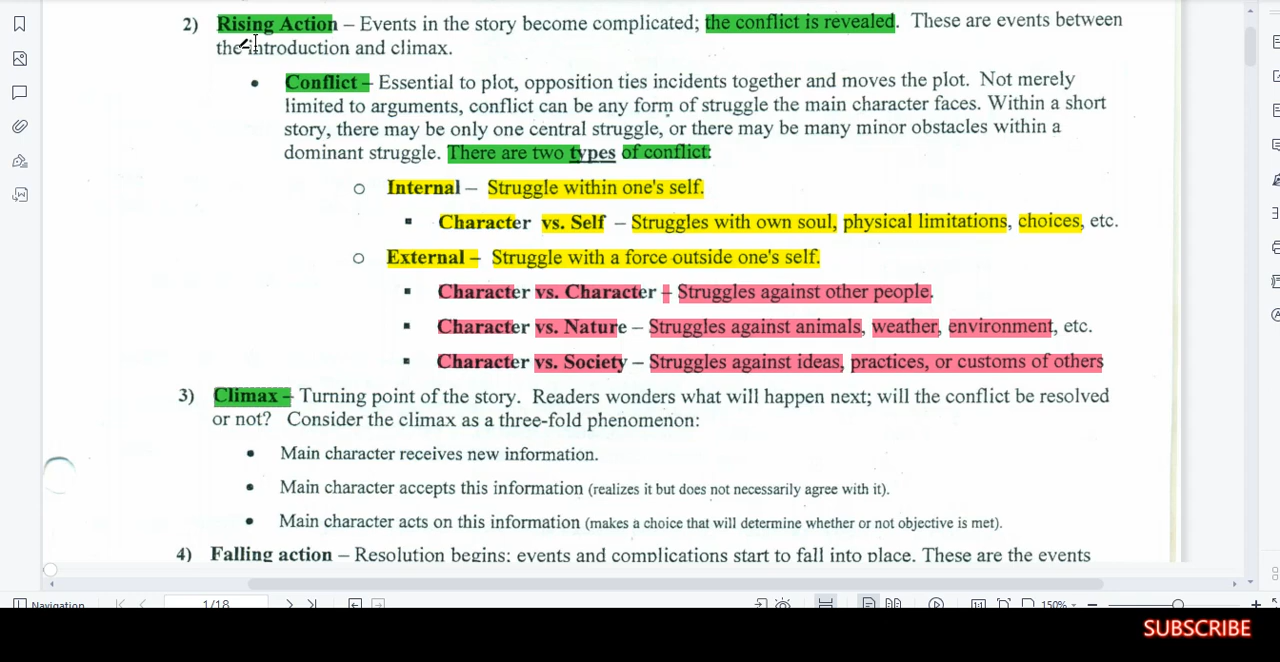 2) Rising Action – Events in the story become complicated; the conflict is revealed. These are events between
the introduction and climax.
• Conflict – Essential to plot, opposition ties incidents together and moves the plot. Not merely
limited to arguments, conflict can be any form of struggle the main character faces. Within a short
story, there may be only one central struggle, or there may be many minor obstacles within a
dominant struggle. There are two types of conflict:
o Internal – Struggle within one's self.
▪ Character vs. Self – Struggles with own soul, physical limitations, choices, etc.
o External – Struggle with a force outside one's self.
▪ Character vs. Character – Struggles against other people.
▪ Character vs. Nature – Struggles against animals, weather, environment, etc.
▪ Character vs. Society – Struggles against ideas, practices, or customs of others
3) Climax – Turning point of the story. Readers wonders what will happen next; will the conflict be resolved
or not? Consider the climax as a three-fold phenomenon:
• Main character receives new information.
• Main character accepts this information (realizes it but does not necessarily agree with it).
• Main character acts on this information (makes a choice that will determine whether or not objective is met).
4) Falling action – Resolution begins; events and complications start to fall into place. These are the events
Navigation 1/18 150%
SUBSCRIBE